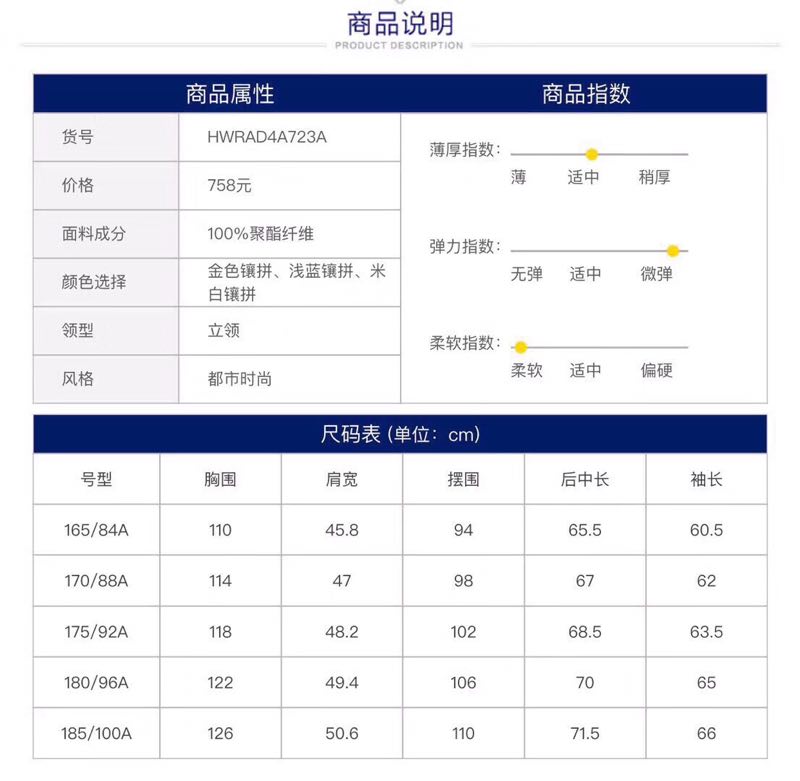 商品说明
PRODUCT DESCRIPTION
商品属性
货号 HWRAD4A723A
价格 758元
面料成分 100%聚酯纤维
颜色选择 金色镶拼、浅蓝镶拼、米
白镶拼
领型 立领
风格 都市时尚
商品指数
薄厚指数：
薄 适中 稍厚
弹力指数：
无弹 适中 微弹
柔软指数：
柔软 适中 偏硬
尺码表 (单位：cm)
号型 胸围 肩宽 摆围 后中长 袖长
165/84A 110 45.8 94 65.5 60.5
170/88A 114 47 98 67 62
175/92A 118 48.2 102 68.5 63.5
180/96A 122 49.4 106 70 65
185/100A 126 50.6 110 71.5 66